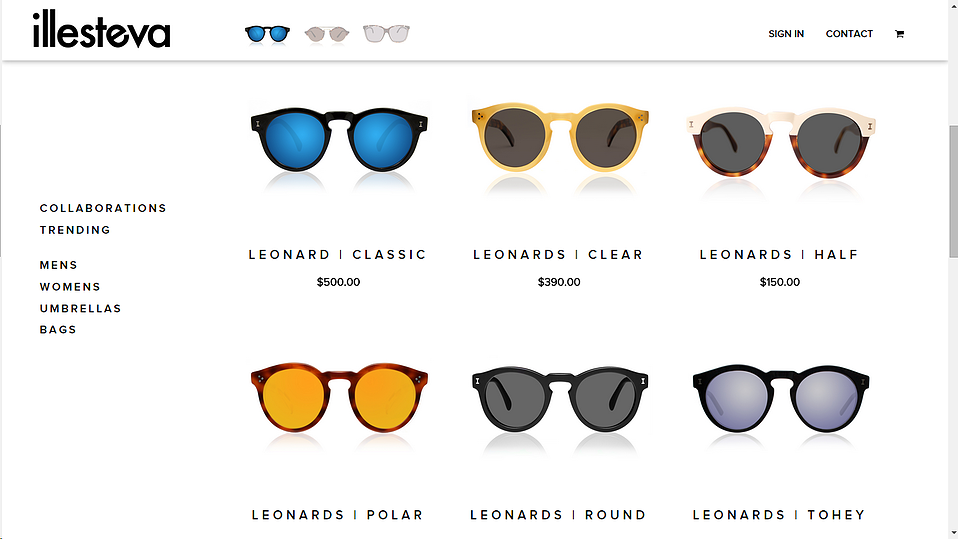 illesteva
SIGN IN CONTACT
COLLABORATIONS
TRENDING
MENS
WOMENS
UMBRELLAS
BAGS
LEONARD | CLASSIC
$500.00
LEONARDS | CLEAR
$390.00
LEONARDS | HALF
$150.00
LEONARDS | POLAR
LEONARDS | ROUND
LEONARDS | TOHEY